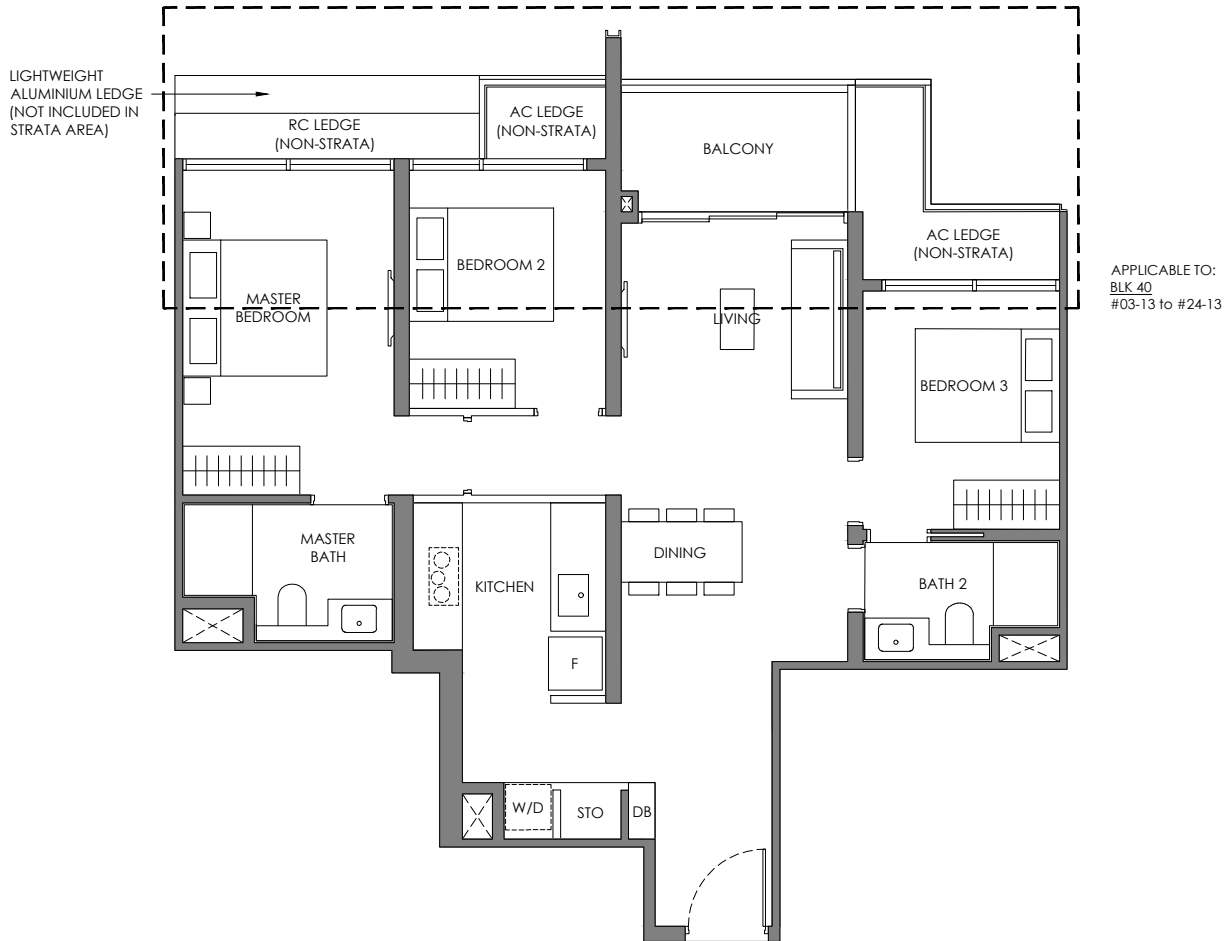 LIGHTWEIGHT
ALUMINIUM LEDGE
(NOT INCLUDED IN
STRATA AREA)
RC LEDGE
(NON-STRATA)
AC LEDGE
(NON-STRATA)
BALCONY
AC LEDGE
(NON-STRATA)
APPLICABLE TO:
BLK 40
#03-13 to #24-13
MASTER
BEDROOM
BEDROOM 2
LIVING
BEDROOM 3
MASTER
BATH
KITCHEN
DINING
BATH 2
F
W/D
STO
DB